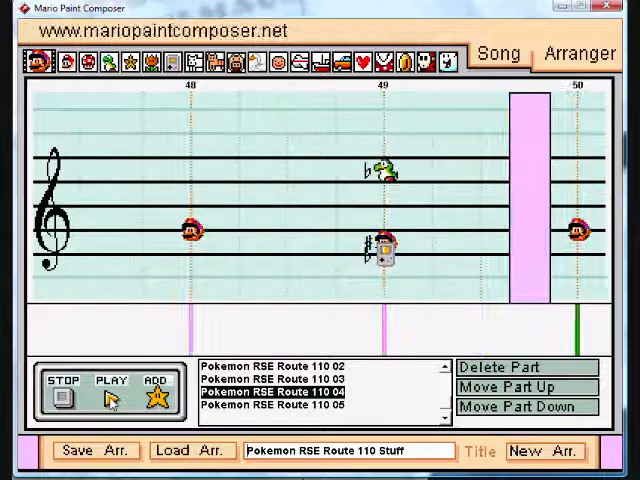 Mario Paint Composer
www.mariopaintcomposer.net
Song
Arranger
48
49
50
STOP
PLAY
ADD
Pokemon RSE Route 110 02
Pokemon RSE Route 110 03
Pokemon RSE Route 110 04
Pokemon RSE Route 110 05
Delete Part
Move Part Up
Move Part Down
Save Arr.
Load Arr.
Pokemon RSE Route 110 Stuff
Title
New Arr.